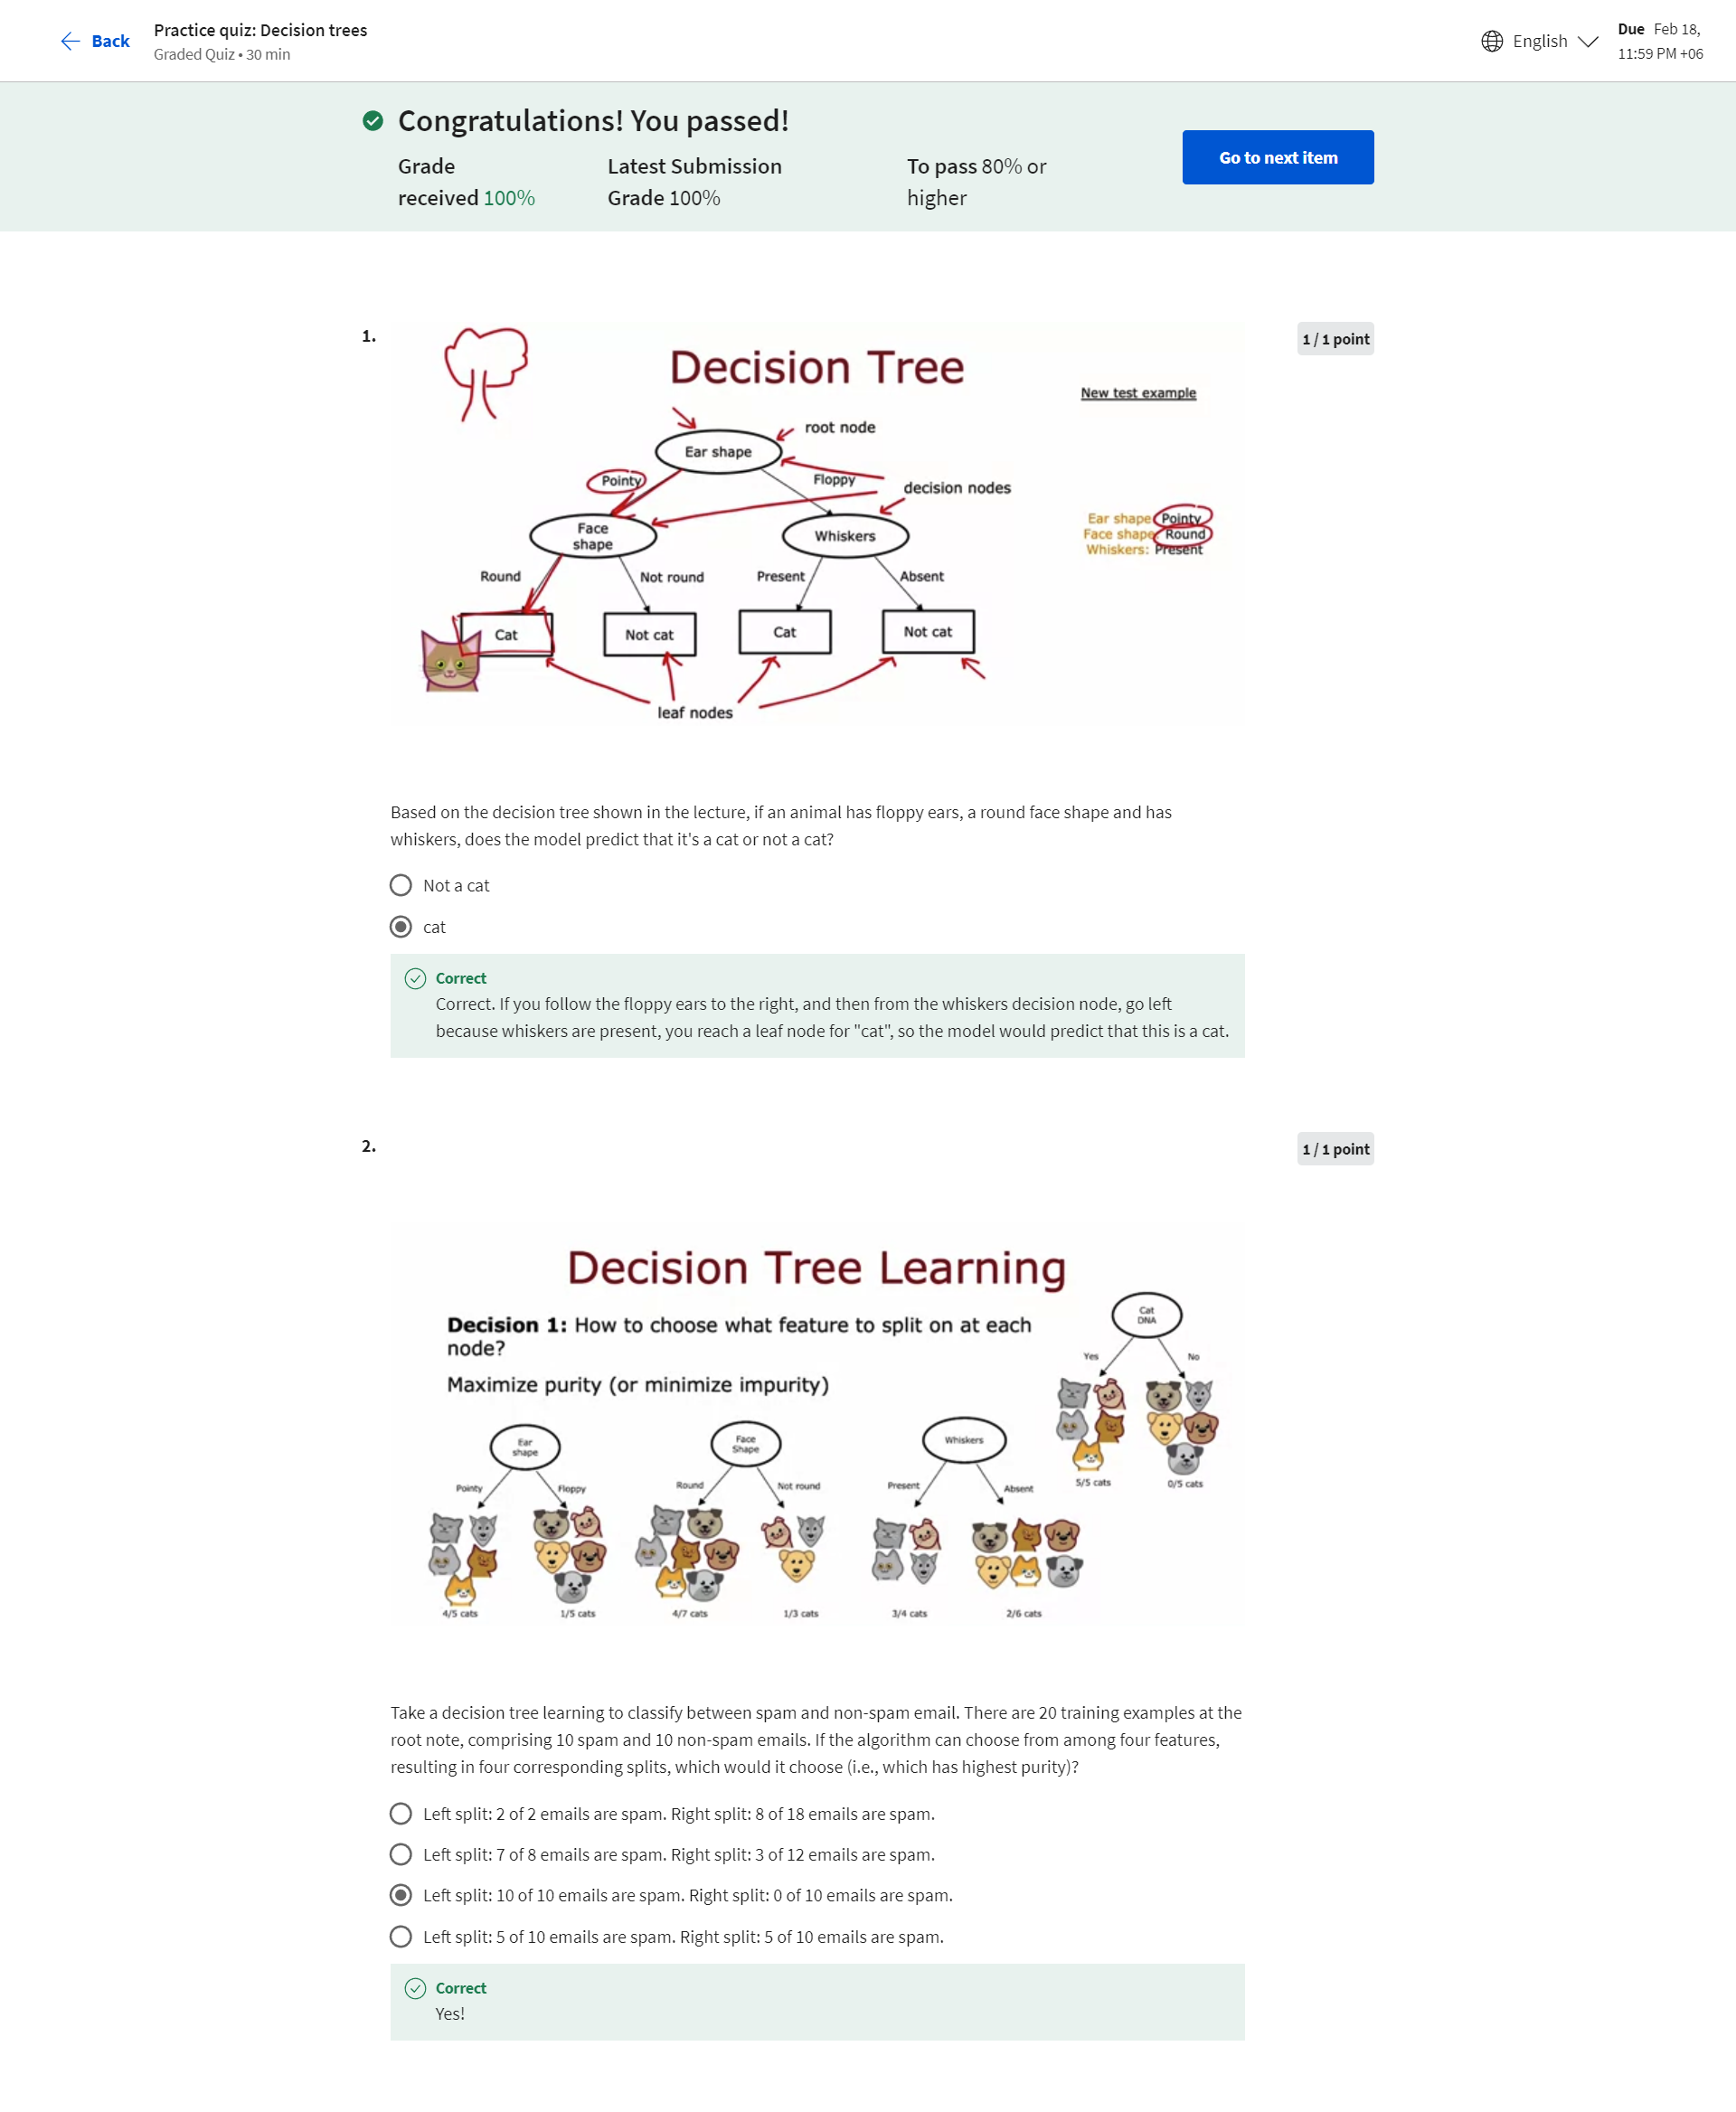 Back
Practice quiz: Decision trees
Graded Quiz • 30 min
English
Due Feb 18,
11:59 PM +06
Congratulations! You passed!
Grade
received 100%
Latest Submission
Grade 100%
To pass 80% or
higher
Go to next item
1.
1 / 1 point
Decision Tree
New test example
root node
Ear shape
Pointy
Floppy
decision nodes
Ear shape: Pointy
Face shape: Round
Whiskers: Present
Face
shape
Whiskers
Round
Not round
Present
Absent
Cat
Not cat
Cat
Not cat
leaf nodes
Based on the decision tree shown in the lecture, if an animal has floppy ears, a round face shape and has
whiskers, does the model predict that it's a cat or not a cat?
Not a cat
cat
Correct
Correct. If you follow the floppy ears to the right, and then from the whiskers decision node, go left
because whiskers are present, you reach a leaf node for "cat", so the model would predict that this is a cat.
2.
1 / 1 point
Decision Tree Learning
Decision 1: How to choose what feature to split on at each
node?
Maximize purity (or minimize impurity)
Cat
DNA
Yes
No
5/5 cats
0/5 cats
Ear
shape
Pointy
Floppy
4/5 cats
1/5 cats
Face
Shape
Round
Not round
4/7 cats
1/3 cats
Whiskers
Present
Absent
3/4 cats
2/6 cats
Take a decision tree learning to classify between spam and non-spam email. There are 20 training examples at the
root note, comprising 10 spam and 10 non-spam emails. If the algorithm can choose from among four features,
resulting in four corresponding splits, which would it choose (i.e., which has highest purity)?
Left split: 2 of 2 emails are spam. Right split: 8 of 18 emails are spam.
Left split: 7 of 8 emails are spam. Right split: 3 of 12 emails are spam.
Left split: 10 of 10 emails are spam. Right split: 0 of 10 emails are spam.
Left split: 5 of 10 emails are spam. Right split: 5 of 10 emails are spam.
Correct
Yes!